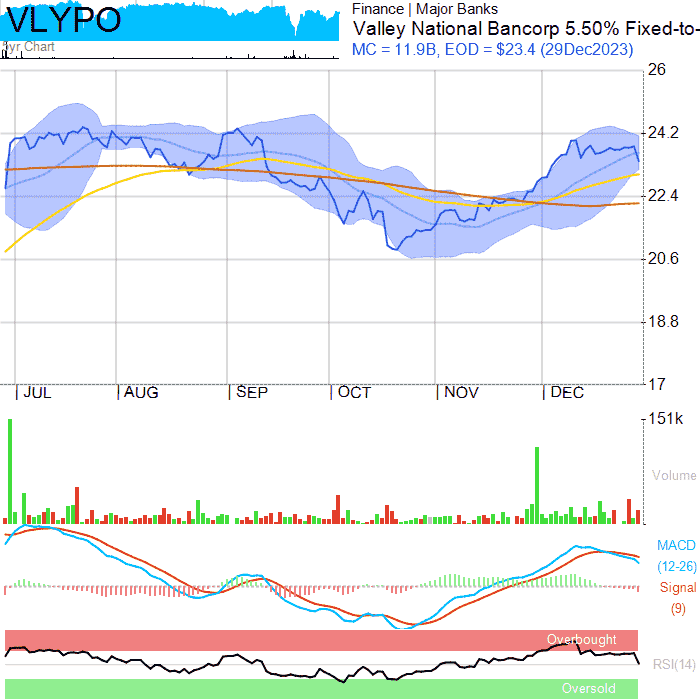 VLYPO
5yr Chart
Finance | Major Banks
Valley National Bancorp 5.50% Fixed-to-
MC = 11.9B, EOD = $23.4 (29Dec2023)
26
24.2
22.4
20.6
18.8
17
JUL AUG SEP OCT NOV DEC
151k
Volume
MACD
(12-26)
Signal
(9)
Overbought
RSI(14)
Oversold